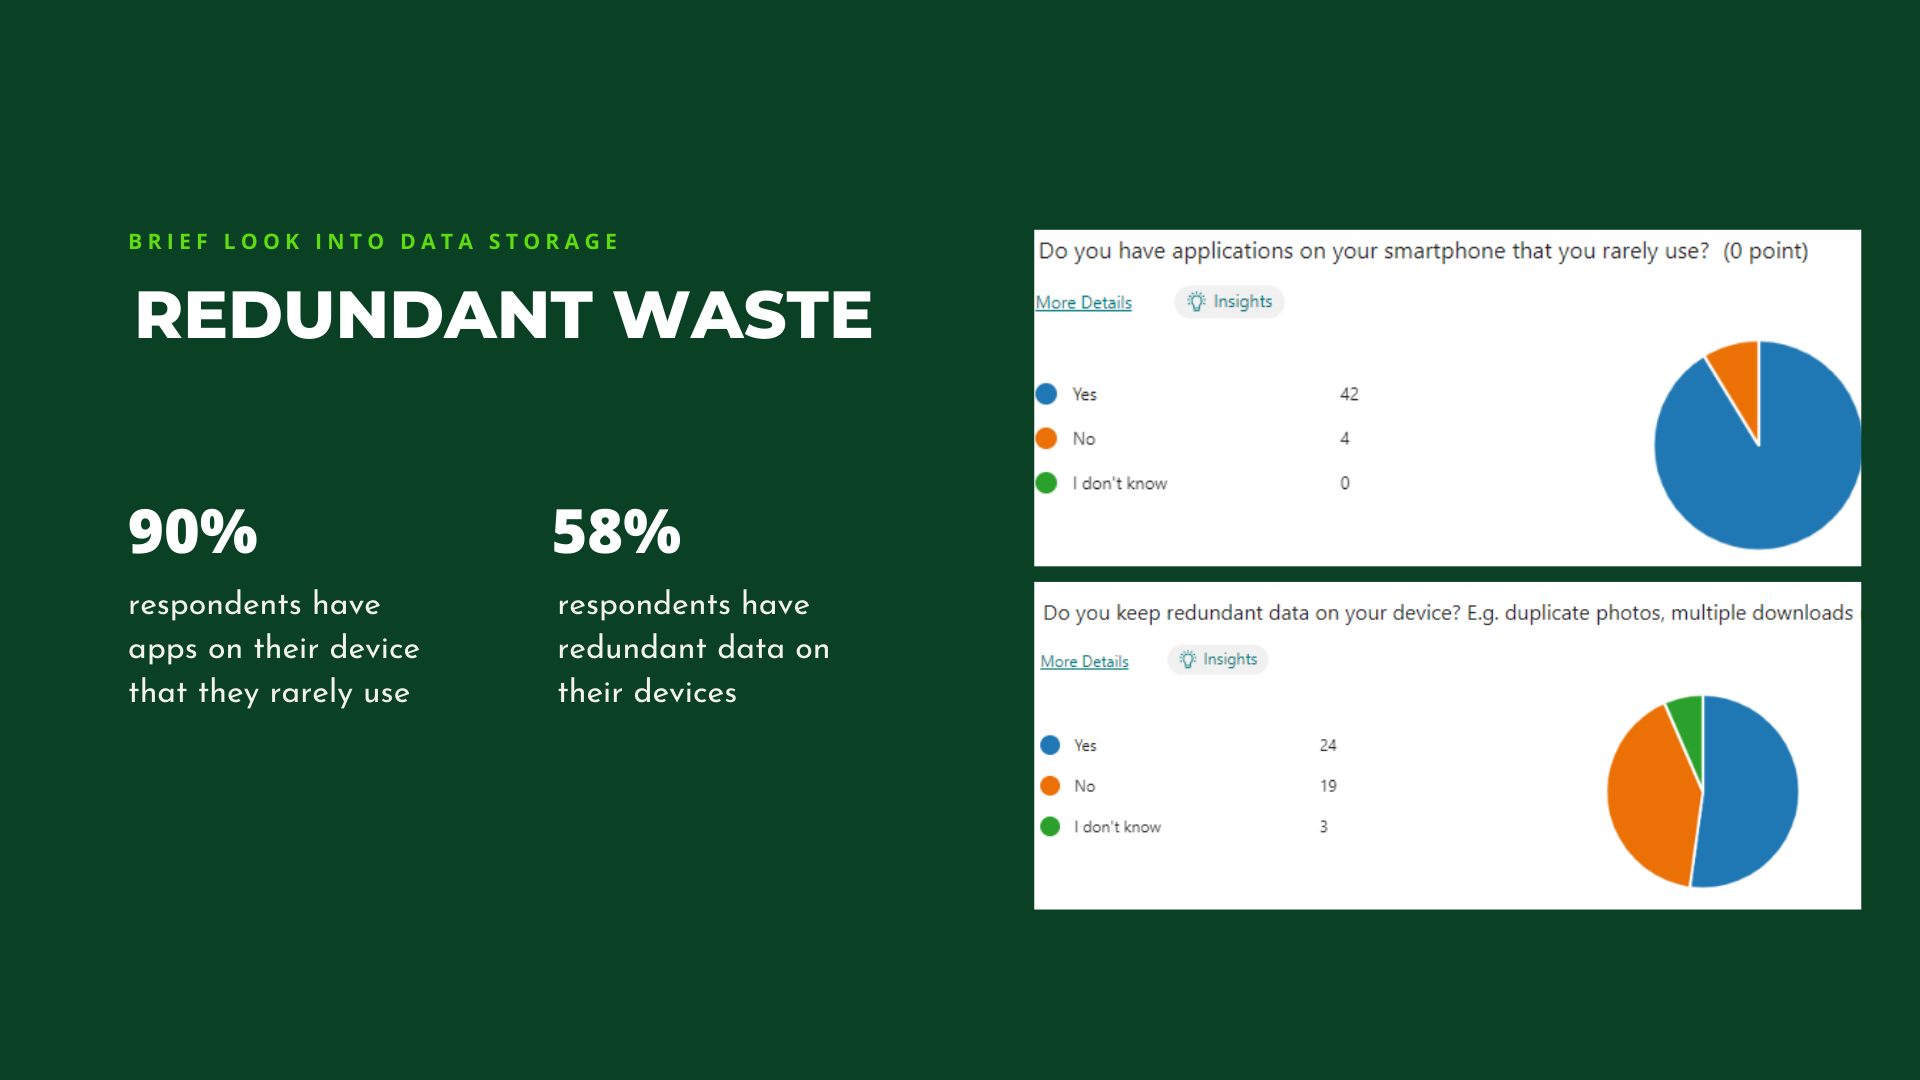 BRIEF LOOK INTO DATA STORAGE
REDUNDANT WASTE
90%
respondents have
apps on their device
that they rarely use
58%
respondents have
redundant data on
their devices
Do you have applications on your smartphone that you rarely use? (0 point)
More Details
Insights
Yes 42
No 4
I don't know 0
Do you keep redundant data on your device? E.g. duplicate photos, multiple downloads
More Details
Insights
Yes 24
No 19
I don't know 3